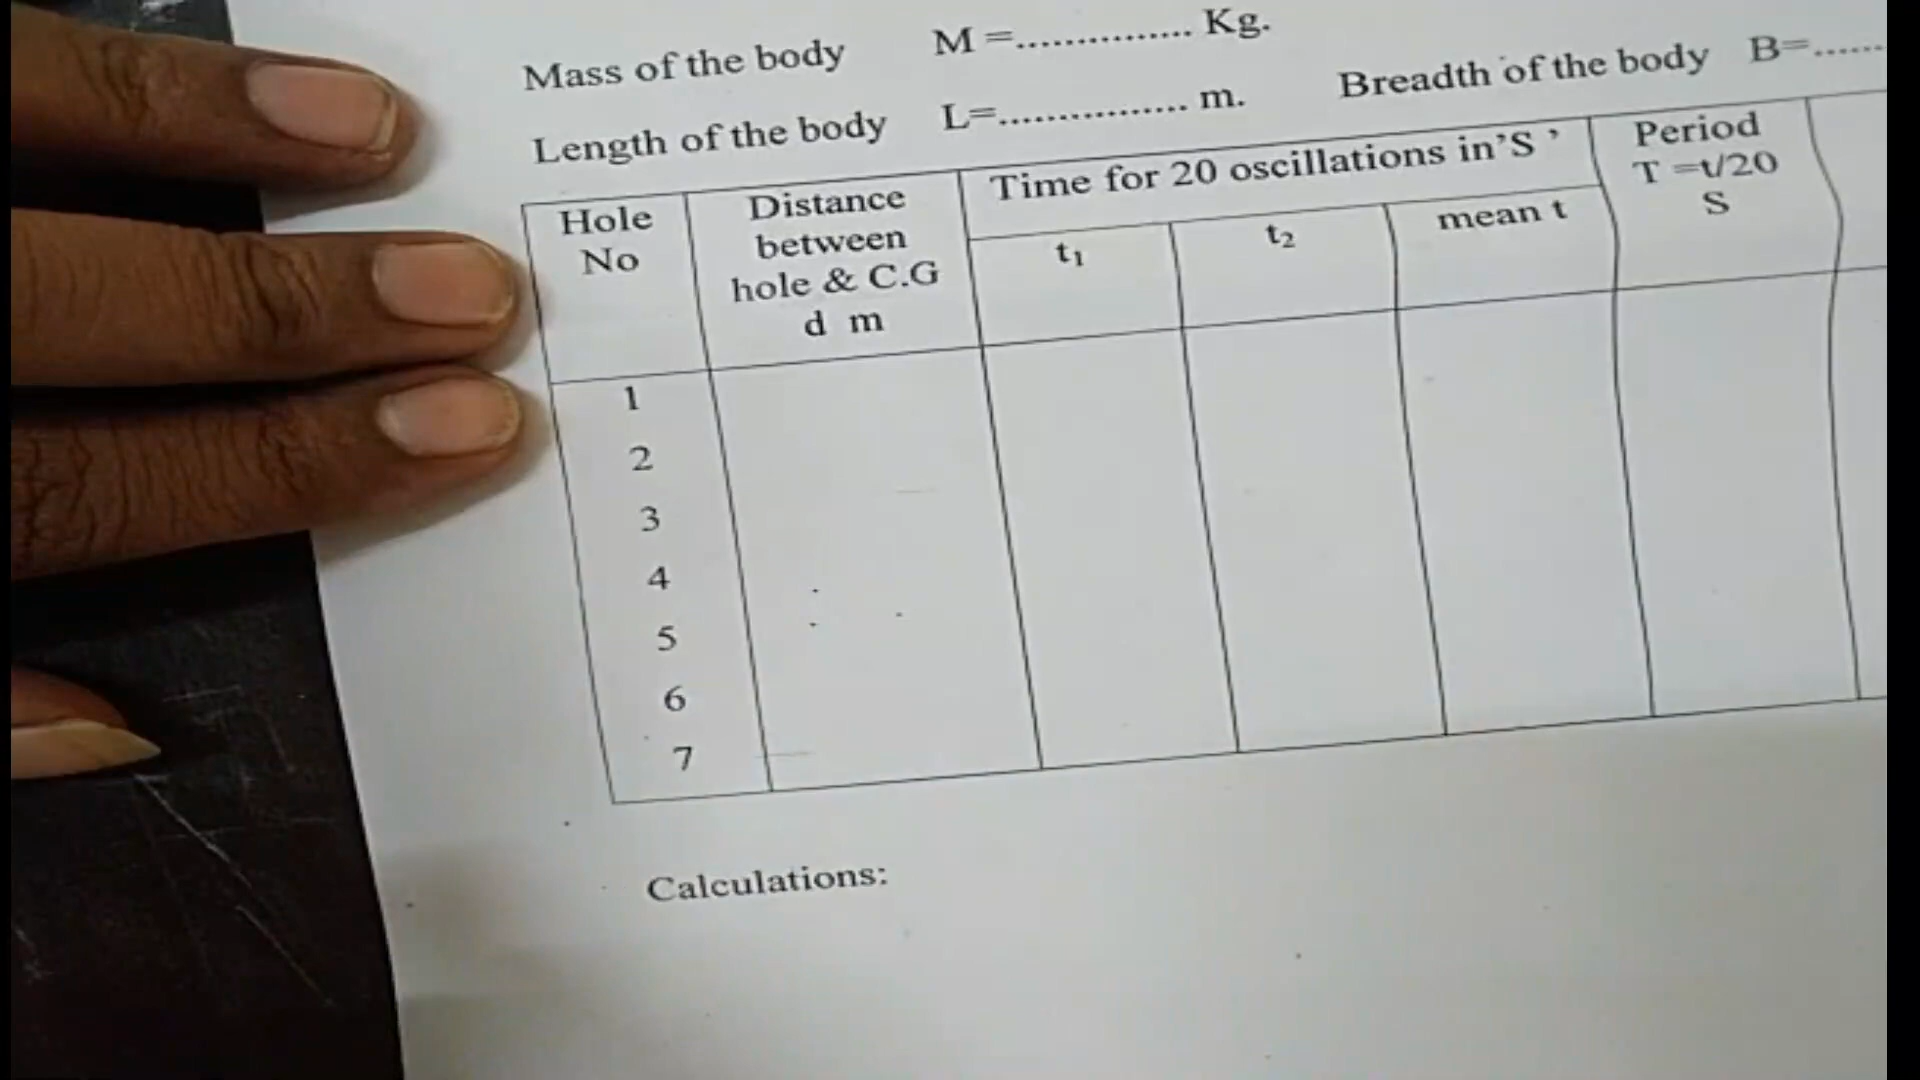 Mass of the body M =............... Kg.
Length of the body L=................ m. Breadth of the body B=......
Hole
No
Distance
between
hole & C.G
d m
Time for 20 oscillations in’S ’
t₁ t₂ mean t
Period
T =t/20
S
1
2
3
4
5
6
7
Calculations: